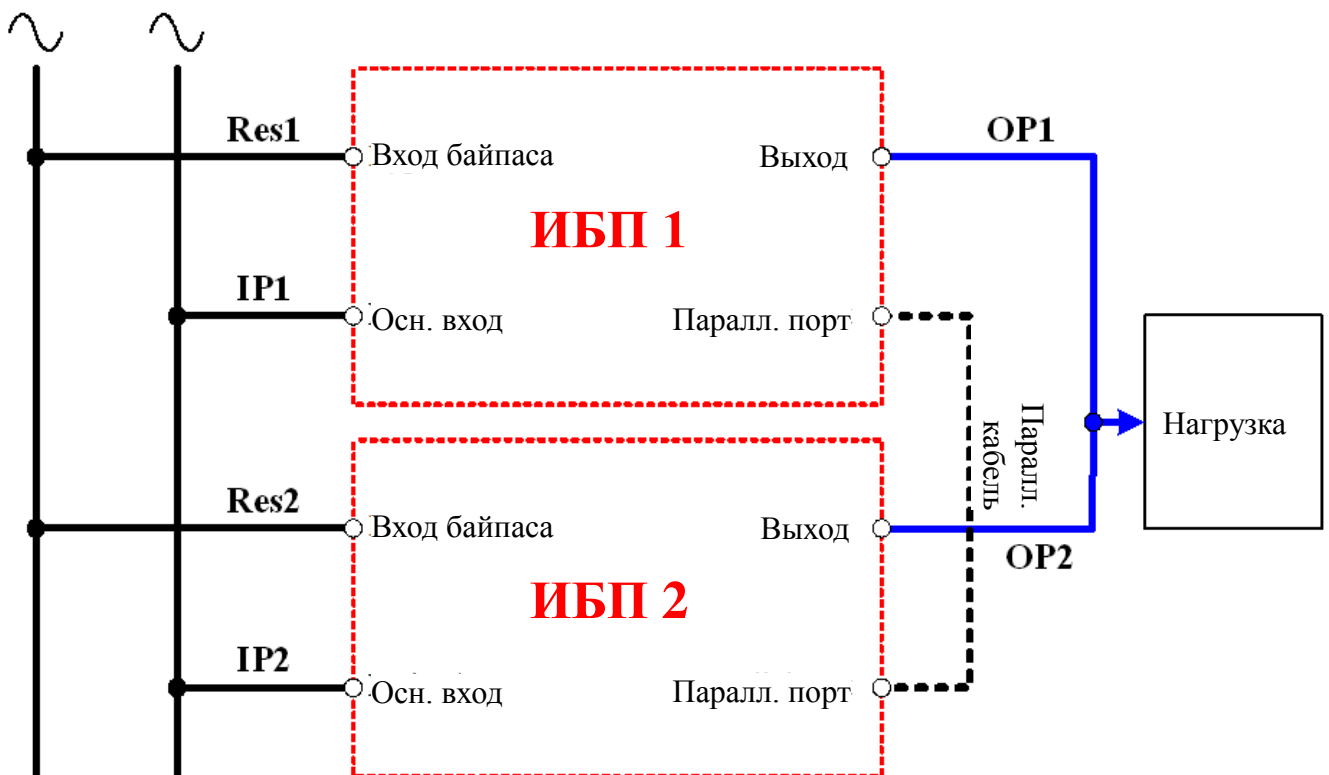 Res1
OP1
Вход байпаса
Выход
ИБП 1
IP1
Осн. вход
Паралл. порт
Паралл.
кабель
Нагрузка
Res2
Вход байпаса
Выход
OP2
ИБП 2
IP2
Осн. вход
Паралл. порт